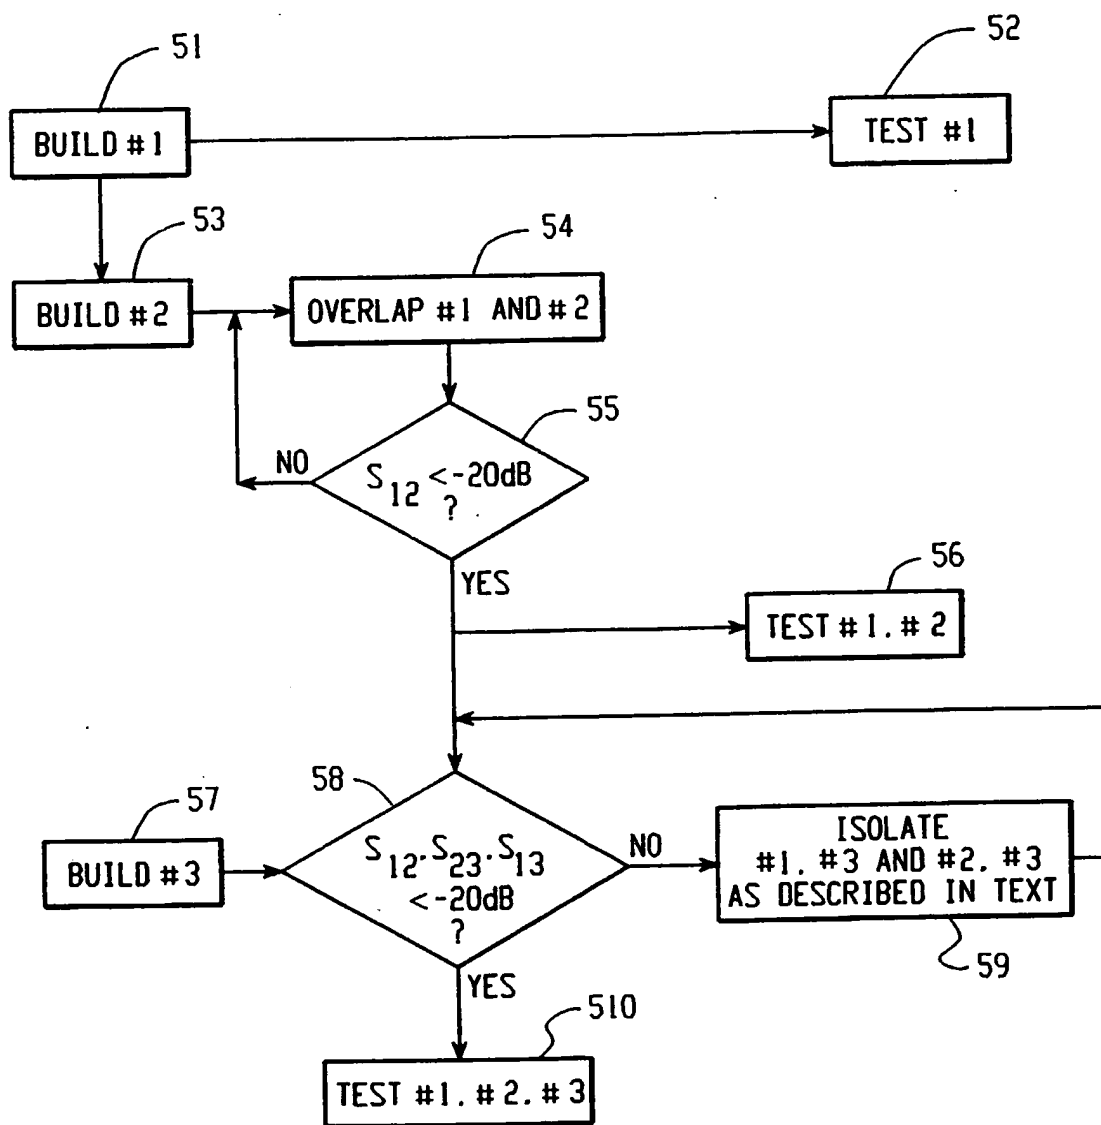 51
52
BUILD #1
TEST #1
53
54
BUILD #2
OVERLAP #1 AND #2
55
NO
S12 <-20dB
?
YES
56
TEST #1. #2
57
58
BUILD #3
S12.S23.S13
<-20dB
?
NO
ISOLATE
#1. #3 AND #2. #3
AS DESCRIBED IN TEXT
59
YES
510
TEST #1. #2. #3